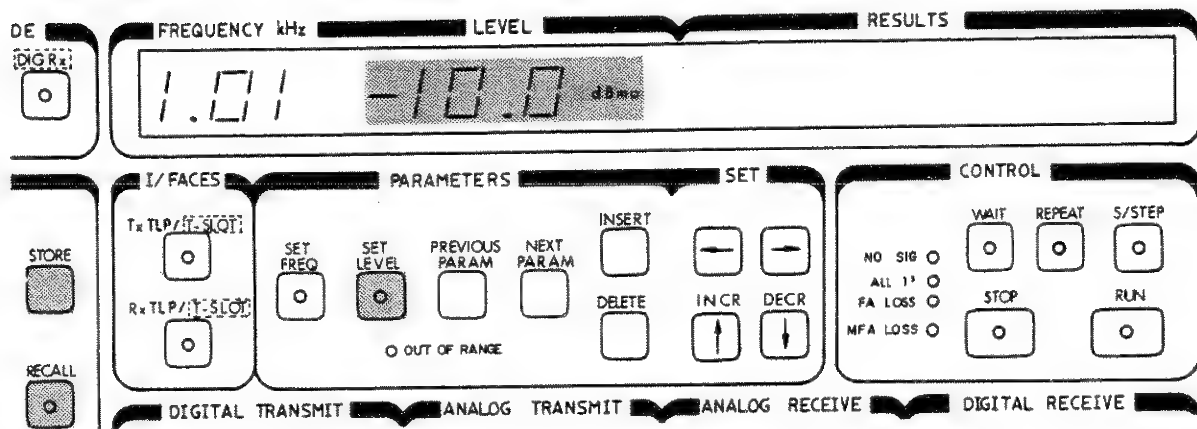 DE FREQUENCY kHz LEVEL RESULTS
DIG Rx
1.01 -10.0 dBmo
I/FACES PARAMETERS SET CONTROL
Tx TLP/T-SLOT
Rx TLP/T-SLOT
STORE
RECALL
SET FREQ
SET LEVEL
PREVIOUS PARAM
NEXT PARAM
OUT OF RANGE
INSERT
DELETE
INCR DECR
NO SIG
ALL 1ˢ
FA LOSS
MFA LOSS
WAIT REPEAT S/STEP
STOP RUN
DIGITAL TRANSMIT ANALOG TRANSMIT ANALOG RECEIVE DIGITAL RECEIVE